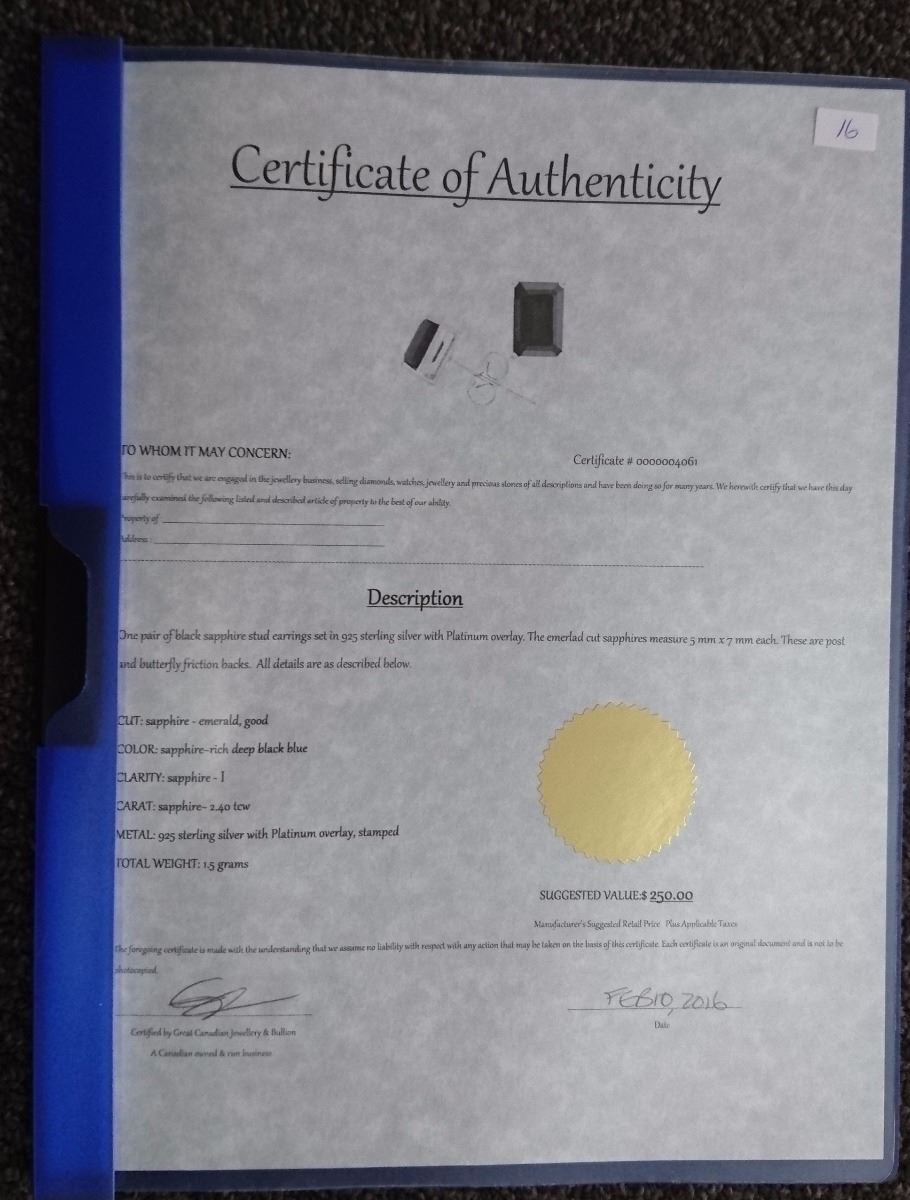 16
Certificate of Authenticity
TO WHOM IT MAY CONCERN:
Certificate # 0000004061
This is to certify that we are engaged in the jewellery business, selling diamonds, watches, jewellery and precious stones of all descriptions and have been doing so for many years. We herewith certify that we have this day
carefully examined the following listed and described article of property to the best of our ability.
Property of
Address:
Description
One pair of black sapphire stud earrings set in 925 sterling silver with Platinum overlay. The emerlad cut sapphires measure 5 mm x 7 mm each. These are post
and butterfly friction backs. All details are as described below.
CUT: sapphire - emerald, good
COLOR: sapphire-rich deep black blue
CLARITY: sapphire - I
CARAT: sapphire- 2.40 tcw
METAL: 925 sterling silver with Platinum overlay, stamped
TOTAL WEIGHT: 1.5 grams
SUGGESTED VALUE:$ 250.00
Manufacturer's Suggested Retail Price Plus Applicable Taxes
The foregoing certificate is made with the understanding that we assume no liability with respect with any action that may be taken on the basis of this certificate. Each certificate is an original document and is not to be
photocopied.
FEB 10, 2016
Certified by Great Canadian Jewellery & Bullion
Date
A Canadian owned & run business